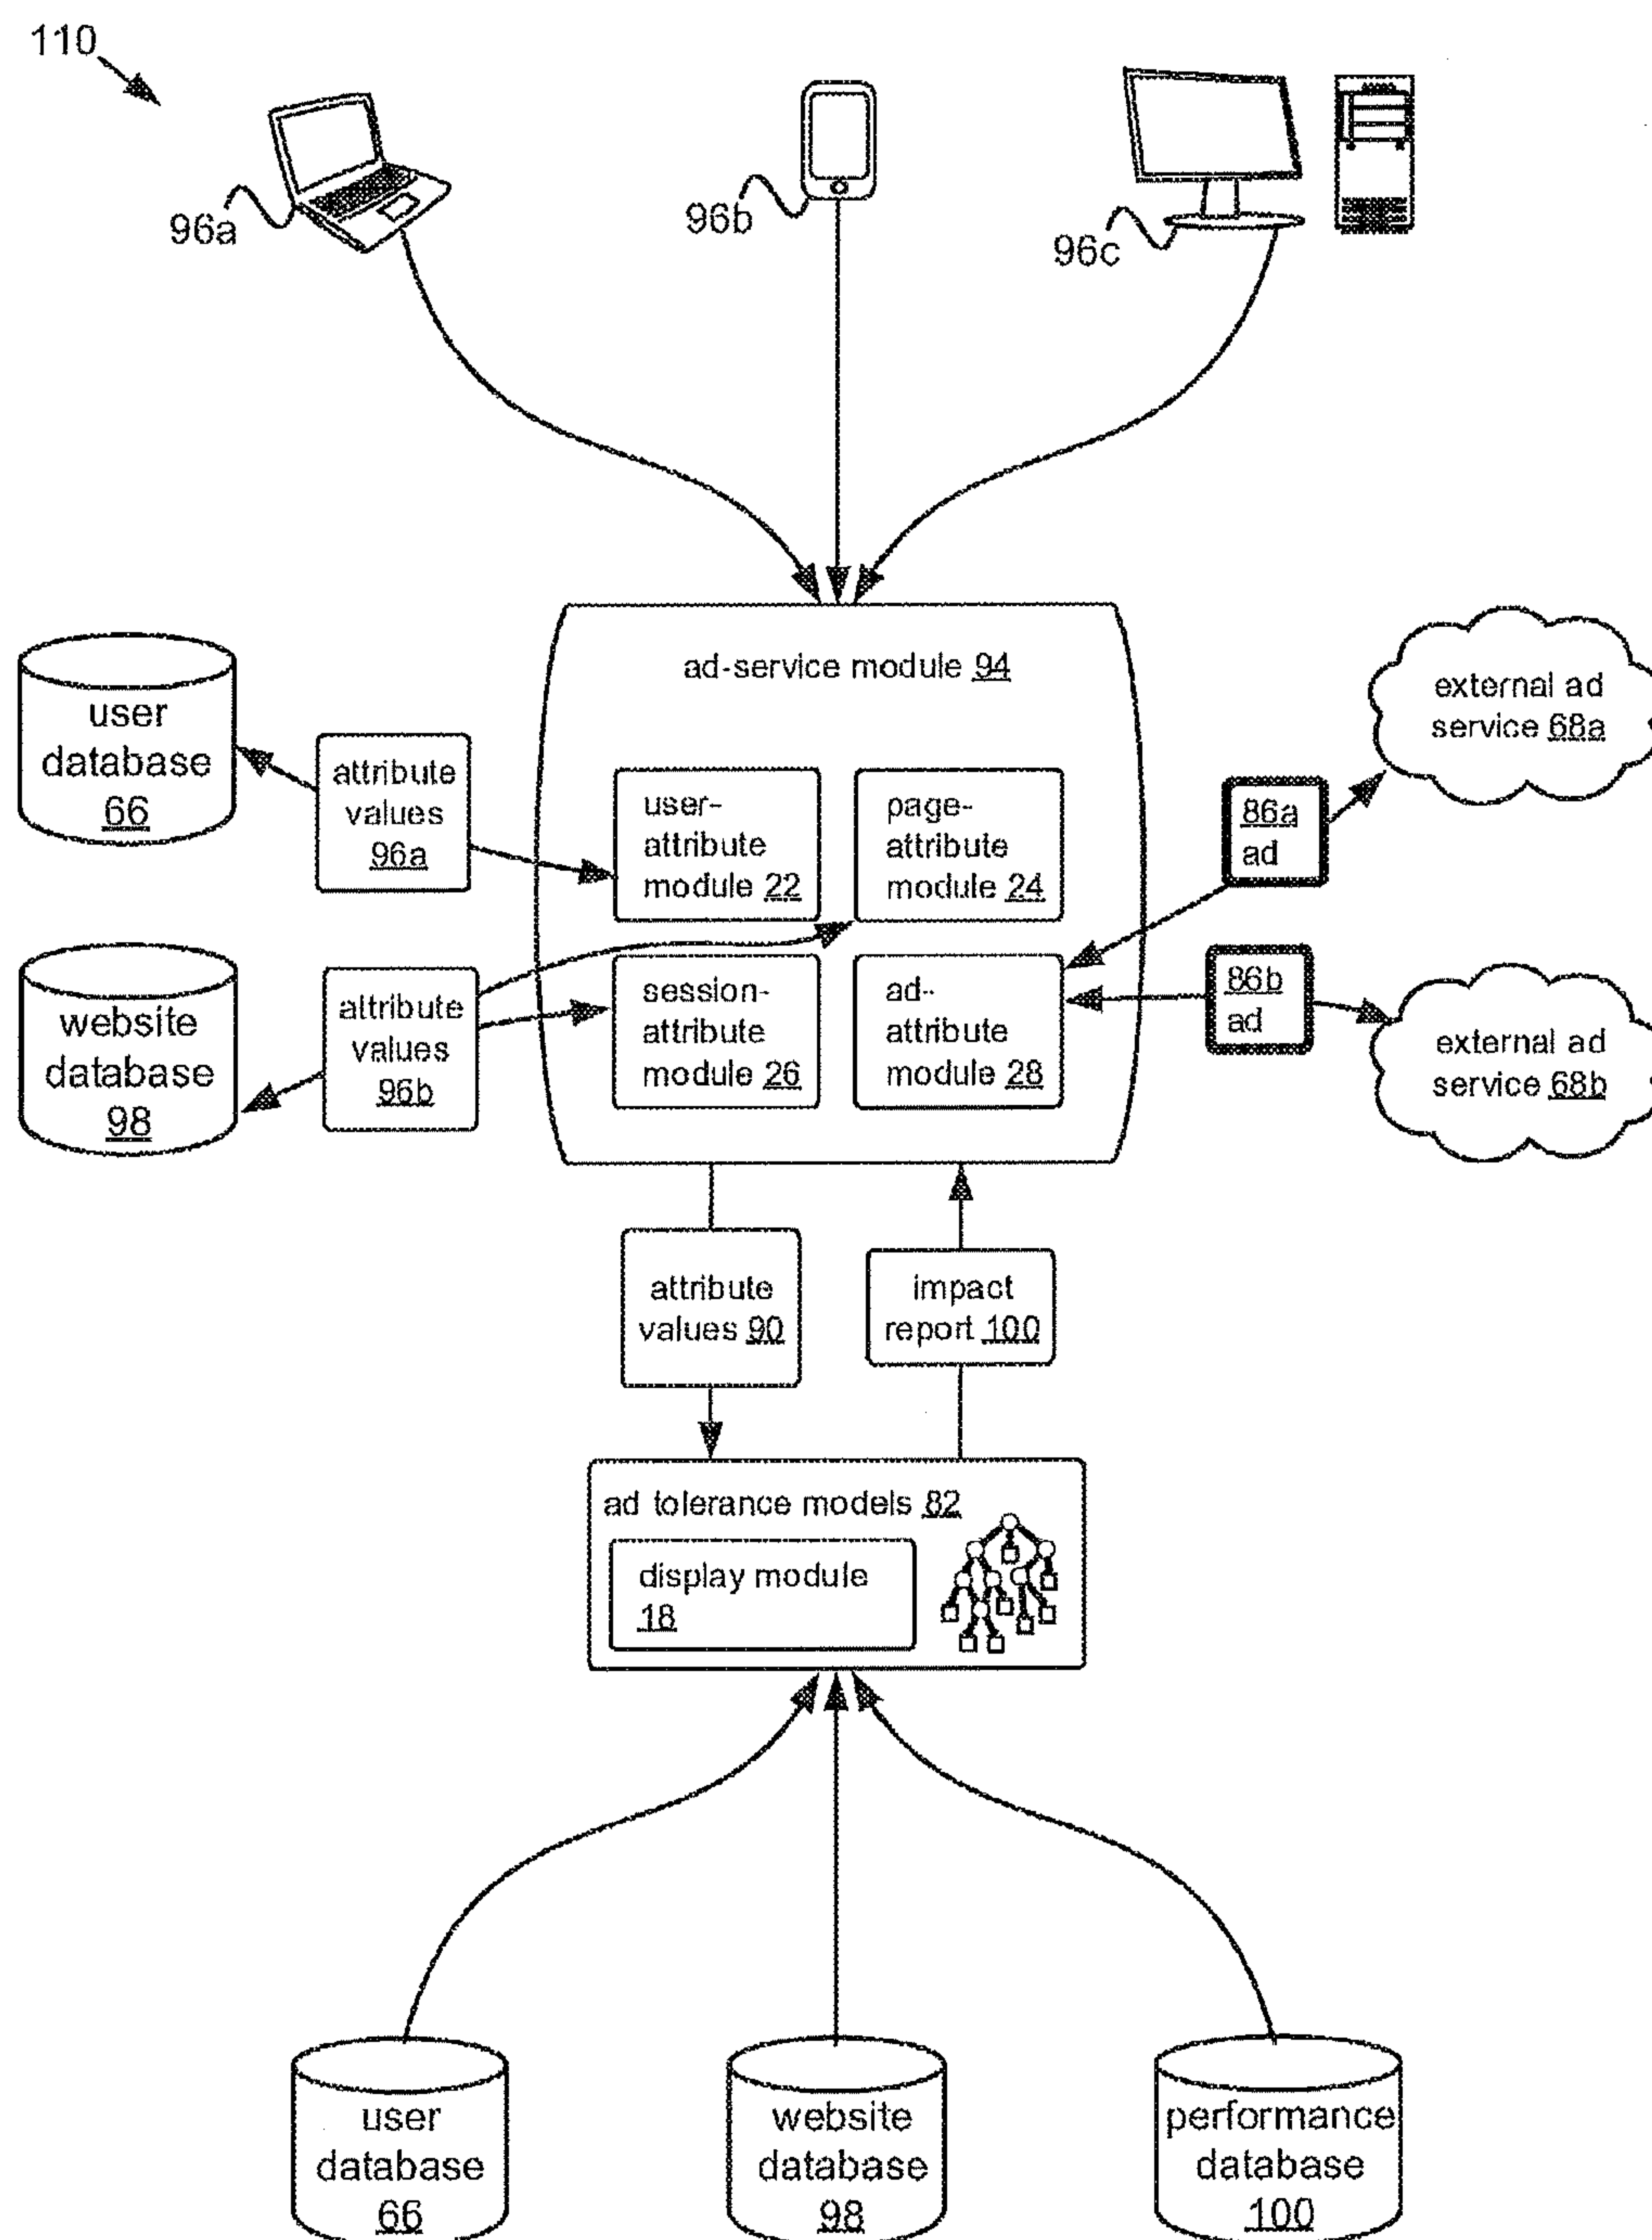 110
96a
96b
96c
ad-service module 94
user
database
66
attribute
values
96a
user-
attribute
module 22
page-
attribute
module 24
86a
ad
external ad
service 68a
website
database
98
attribute
values
96b
session-
attribute
module 26
ad-
attribute
module 28
86b
ad
external ad
service 68b
attribute
values 90
impact
report 100
ad tolerance models 82
display module
18
user
database
66
website
database
98
performance
database
100